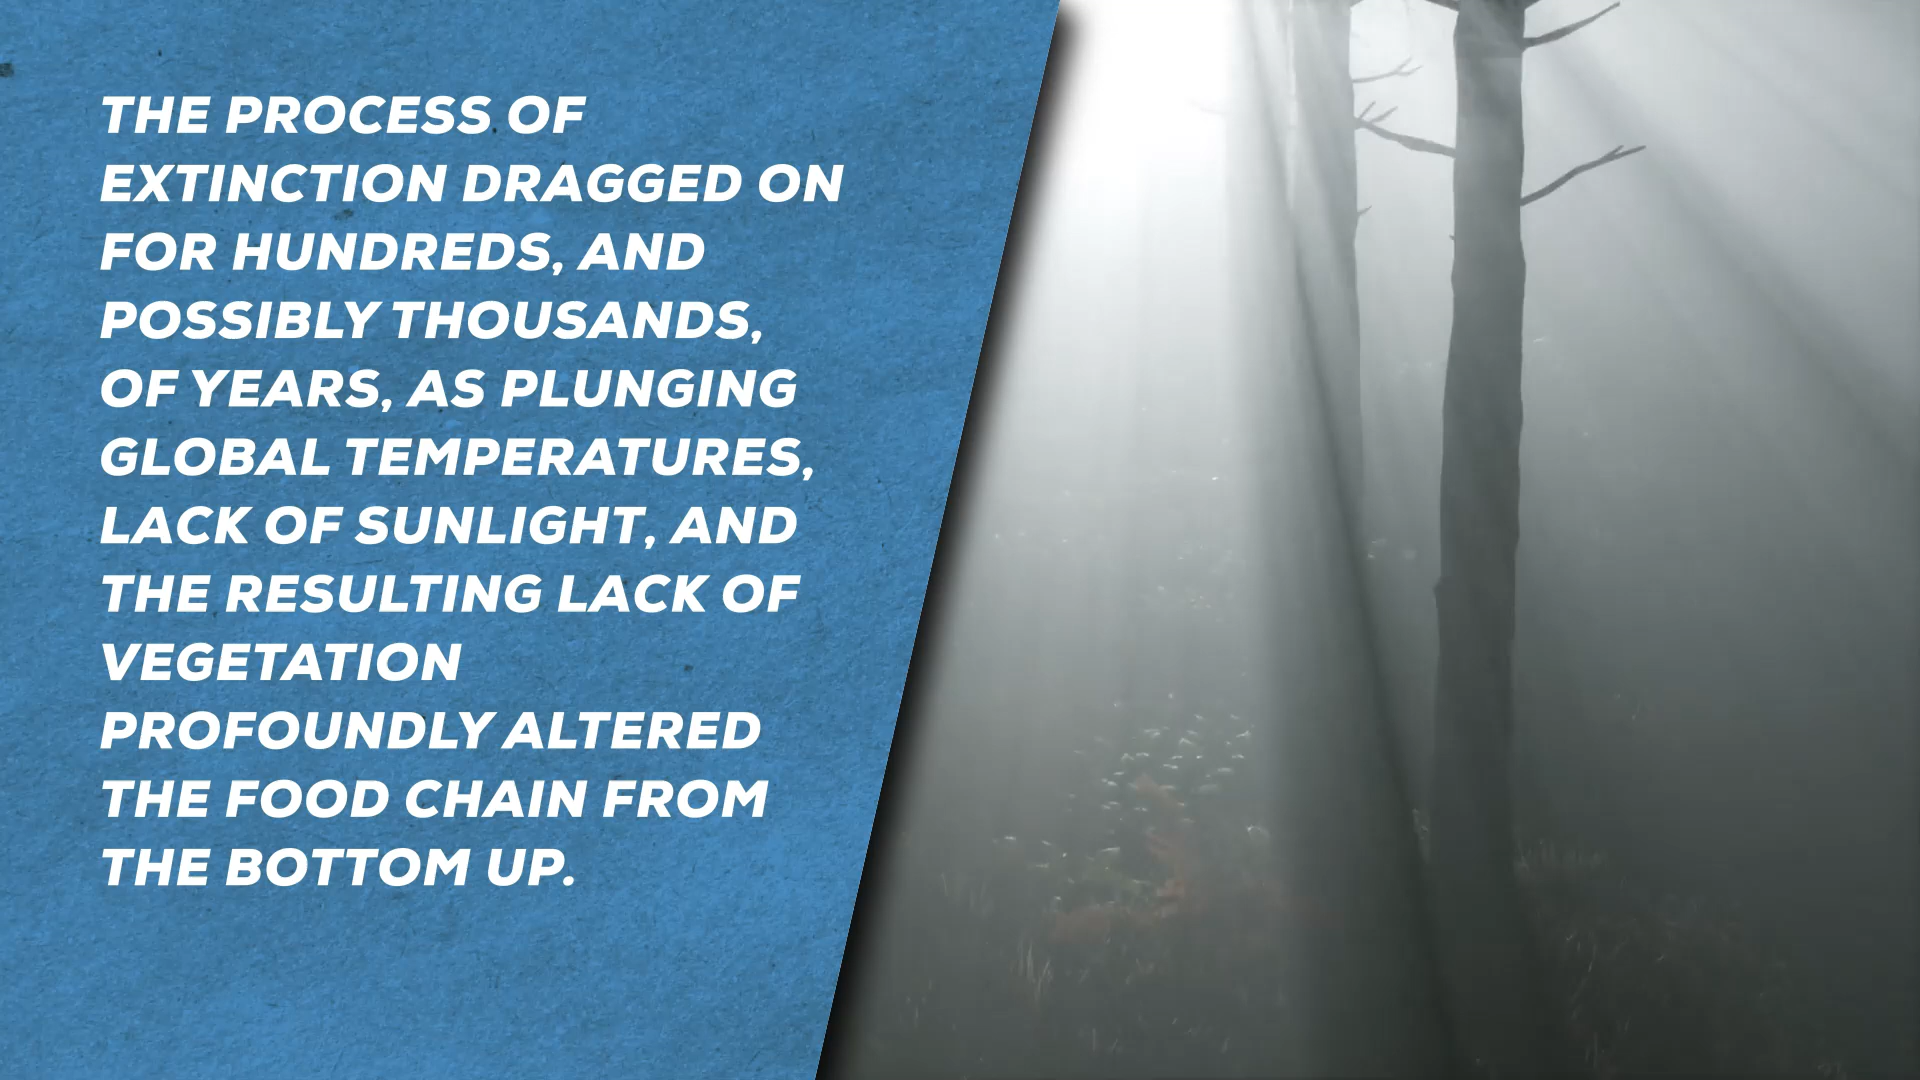 THE PROCESS OF
EXTINCTION DRAGGED ON
FOR HUNDREDS, AND
POSSIBLY THOUSANDS,
OF YEARS, AS PLUNGING
GLOBAL TEMPERATURES,
LACK OF SUNLIGHT, AND
THE RESULTING LACK OF
VEGETATION
PROFOUNDLY ALTERED
THE FOOD CHAIN FROM
THE BOTTOM UP.